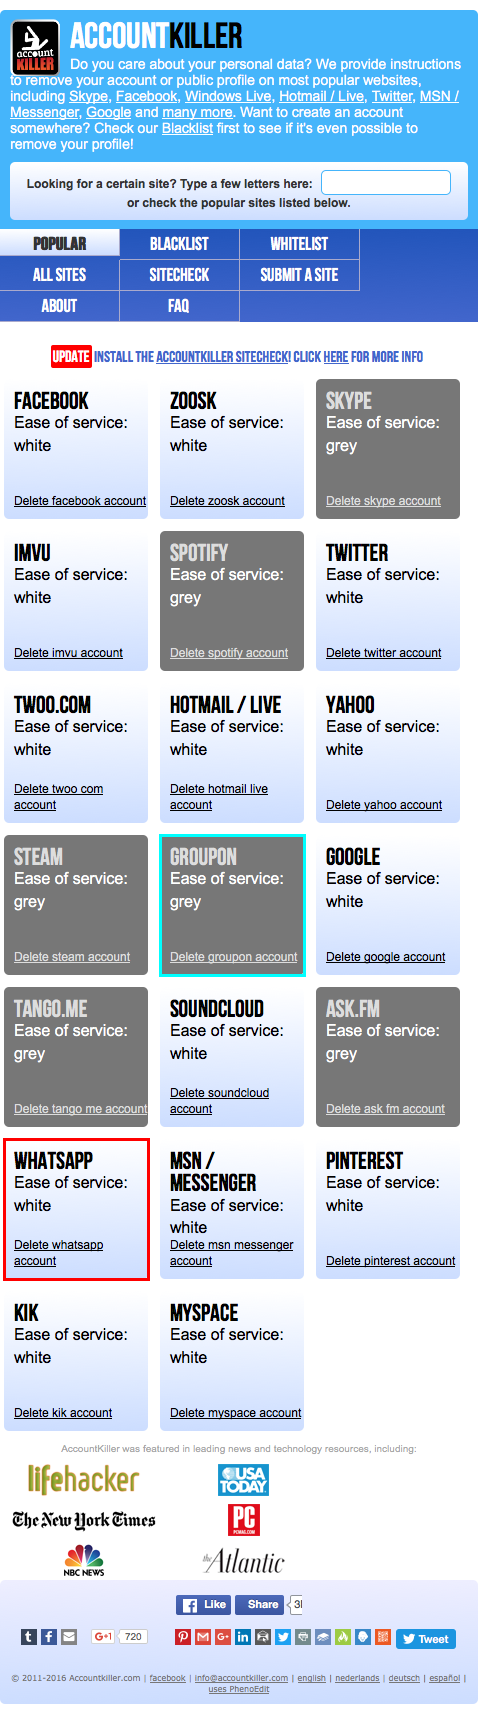 account
KILLER
ACCOUNTKILLER
Do you care about your personal data? We provide instructions
to remove your account or public profile on most popular websites,
including Skype, Facebook, Windows Live, Hotmail / Live, Twitter, MSN /
Messenger, Google and many more. Want to create an account
somewhere? Check our Blacklist first to see if it's even possible to
remove your profile!
Looking for a certain site? Type a few letters here:
or check the popular sites listed below.
POPULAR BLACKLIST WHITELIST
ALL SITES SITECHECK SUBMIT A SITE
ABOUT FAQ
UPDATE INSTALL THE ACCOUNTKILLER SITECHECK! CLICK HERE FOR MORE INFO
FACEBOOK
Ease of service:
white
Delete facebook account
ZOOSK
Ease of service:
white
Delete zoosk account
SKYPE
Ease of service:
grey
Delete skype account
IMVU
Ease of service:
white
Delete imvu account
SPOTIFY
Ease of service:
grey
Delete spotify account
TWITTER
Ease of service:
white
Delete twitter account
TWOO.COM
Ease of service:
white
Delete twoo com
account
HOTMAIL / LIVE
Ease of service:
white
Delete hotmail live
account
YAHOO
Ease of service:
white
Delete yahoo account
STEAM
Ease of service:
grey
Delete steam account
GROUPON
Ease of service:
grey
Delete groupon account
GOOGLE
Ease of service:
white
Delete google account
TANGO.ME
Ease of service:
grey
Delete tango me account
SOUNDCLOUD
Ease of service:
white
Delete soundcloud
account
ASK.FM
Ease of service:
grey
Delete ask fm account
WHATSAPP
Ease of service:
white
Delete whatsapp
account
MSN /
MESSENGER
Ease of service:
white
Delete msn messenger
account
PINTEREST
Ease of service:
white
Delete pinterest account
KIK
Ease of service:
white
Delete kik account
MYSPACE
Ease of service:
white
Delete myspace account
AccountKiller was featured in leading news and technology resources, including:
lifehacker
USA
TODAY
The New York Times
PC
PCMAG.COM
NBC NEWS
the Atlantic
Like Share
G+1 720 Tweet
© 2011-2016 Accountkiller.com | facebook | info@accountkiller.com | english | nederlands | deutsch | español |
uses PhenoEdit